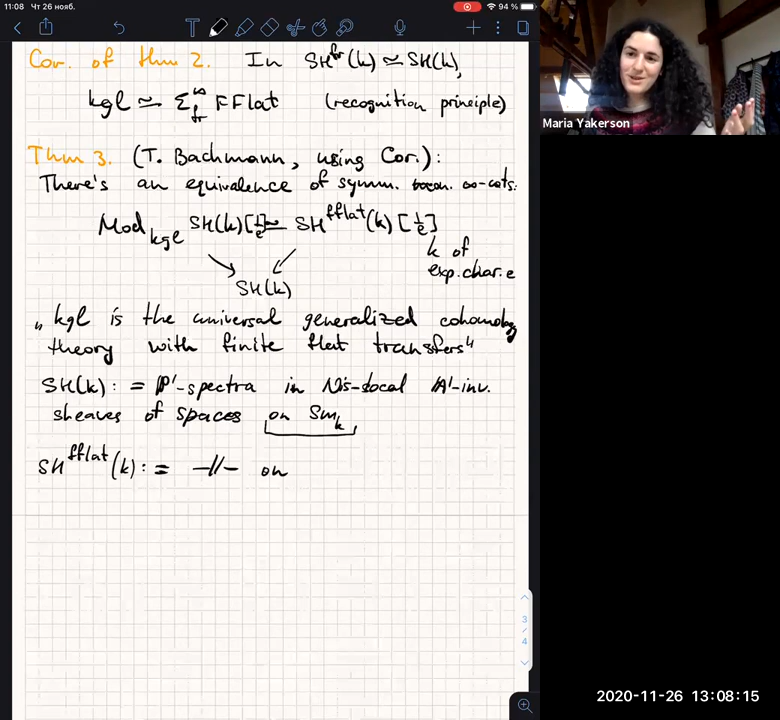 11:08 Чт 26 нояб.
94 %
Cor. of thm 2. In SH^fr(k) ≃ SH(k),
kgl ≃ Σ^∞_fr FFlat (recognition principle)
Thm 3. (T. Bachmann, using Cor.):
There's an equivalence of symm. ∞-cats:
Mod_kgl SH(k)[1/e] ≃ SH^fflat(k)[1/e]
k of
exp. char. e
SH(k)
„ kgl is the universal generalized cohomology
theory with finite flat transfers"
SH(k) := P¹-spectra in Nis-local A¹-inv.
sheaves of spaces on Sm_k
SH^fflat(k) := -//- on
Maria Yakerson
3
/
4
2020-11-26 13:08:15